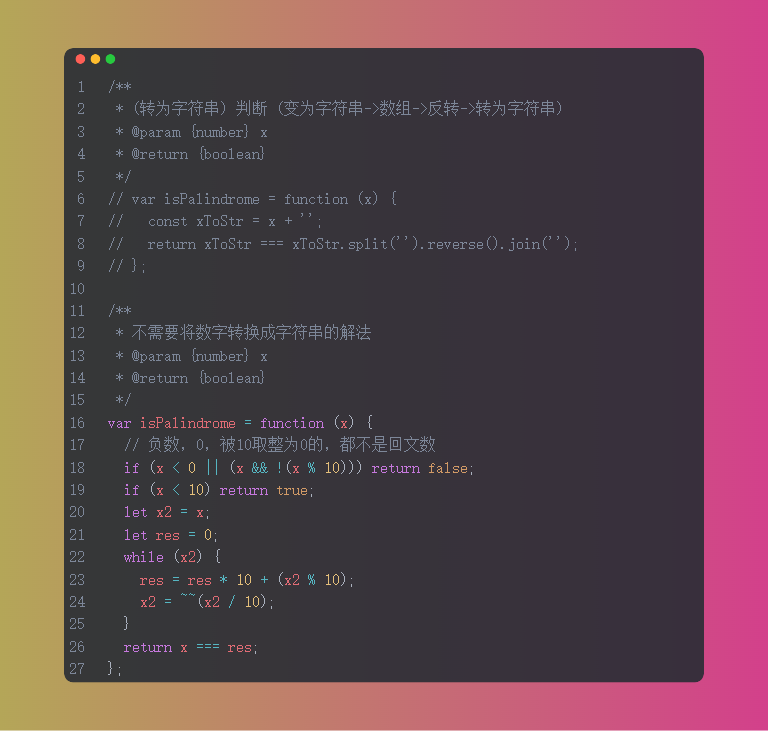 1 /**
2  * (转为字符串) 判断 (变为字符串->数组->反转->转为字符串)
3  * @param {number} x
4  * @return {boolean}
5  */
6 // var isPalindrome = function (x) {
7 //   const xToStr = x + '';
8 //   return xToStr === xToStr.split('').reverse().join('');
9 // };
10
11 /**
12  * 不需要将数字转换成字符串的解法
13  * @param {number} x
14  * @return {boolean}
15  */
16 var isPalindrome = function (x) {
17   // 负数, 0, 被10取整为0的, 都不是回文数
18   if (x < 0 || (x && !(x % 10))) return false;
19   if (x < 10) return true;
20   let x2 = x;
21   let res = 0;
22   while (x2) {
23     res = res * 10 + (x2 % 10);
24     x2 = ~~(x2 / 10);
25   }
26   return x === res;
27 };